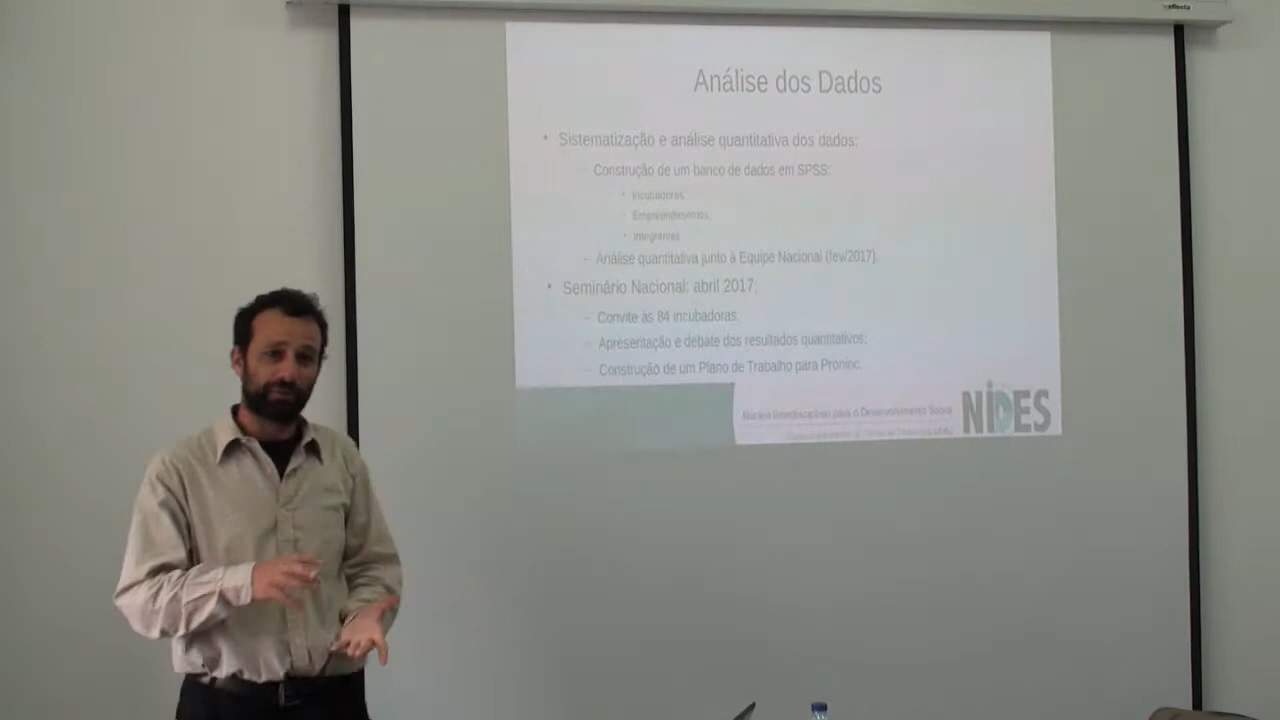 reflecta
Análise dos Dados
• Sistematização e análise quantitativa dos dados:
Construção de um banco de dados em SPSS:
• Incubadoras;
• Empreendimentos;
• Integrantes
– Análise quantitativa junto à Equipe Nacional (fev/2017).
• Seminário Nacional: abril 2017;
– Convite às 84 incubadoras;
– Apresentação e debate dos resultados quantitativos;
– Construção de um Plano de Trabalho para Proninc.
Núcleo Interdisciplinar para o Desenvolvimento Social
NIDES